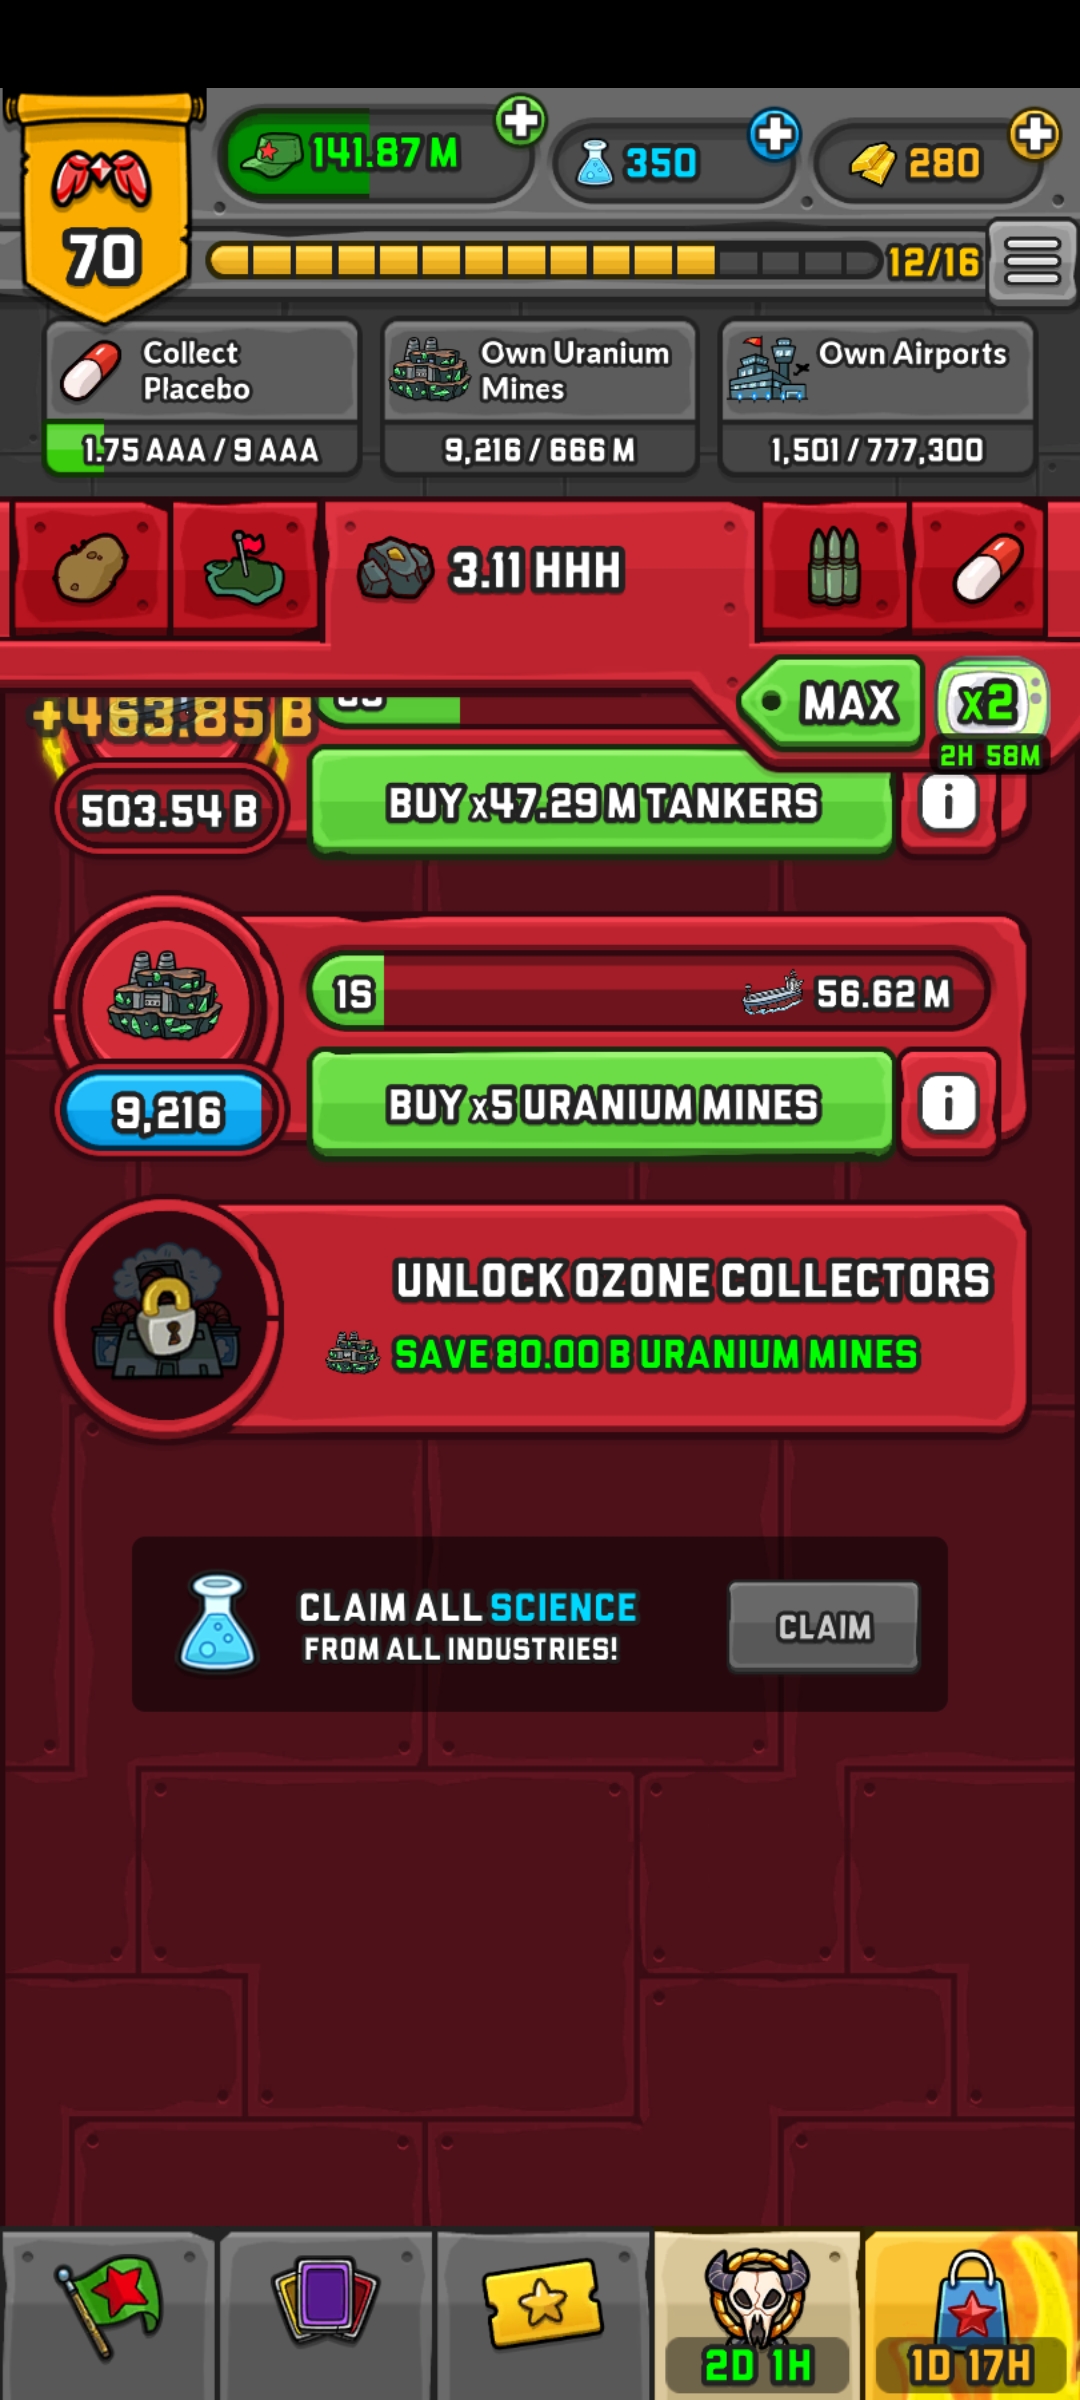 141.87 M
350
280
70
12/16
Collect
Placebo
1.75 AAA / 9 AAA
Own Uranium
Mines
9,216 / 666 M
Own Airports
1,501 / 777,300
3.11 HHH
MAX
x2
2H 58M
+463.85 B
503.54 B
BUY x47.29 M TANKERS
i
1S
56.62 M
9,216
BUY x5 URANIUM MINES
i
UNLOCK OZONE COLLECTORS
SAVE 80.00 B URANIUM MINES
CLAIM ALL SCIENCE
FROM ALL INDUSTRIES!
CLAIM
2D 1H
1D 17H